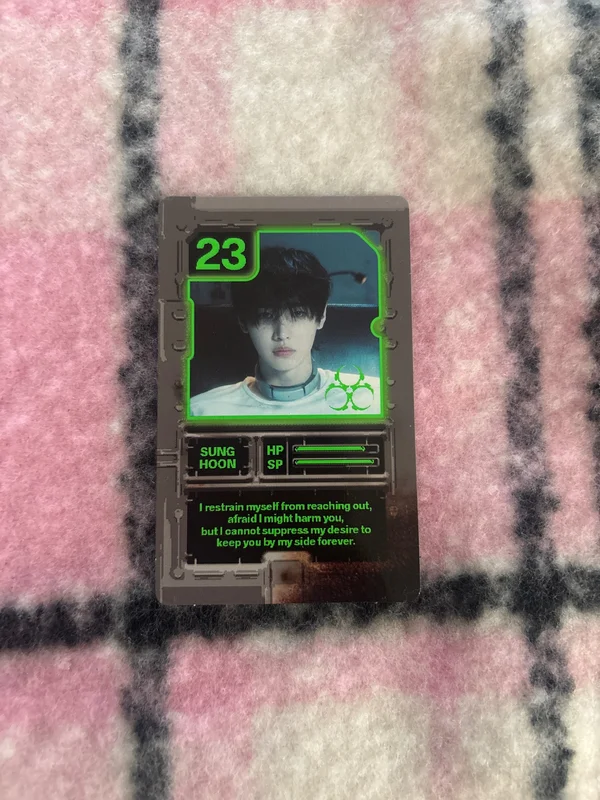 23
SUNG
HOON
HP
SP
I restrain myself from reaching out,
afraid I might harm you,
but I cannot suppress my desire to
keep you by my side forever.